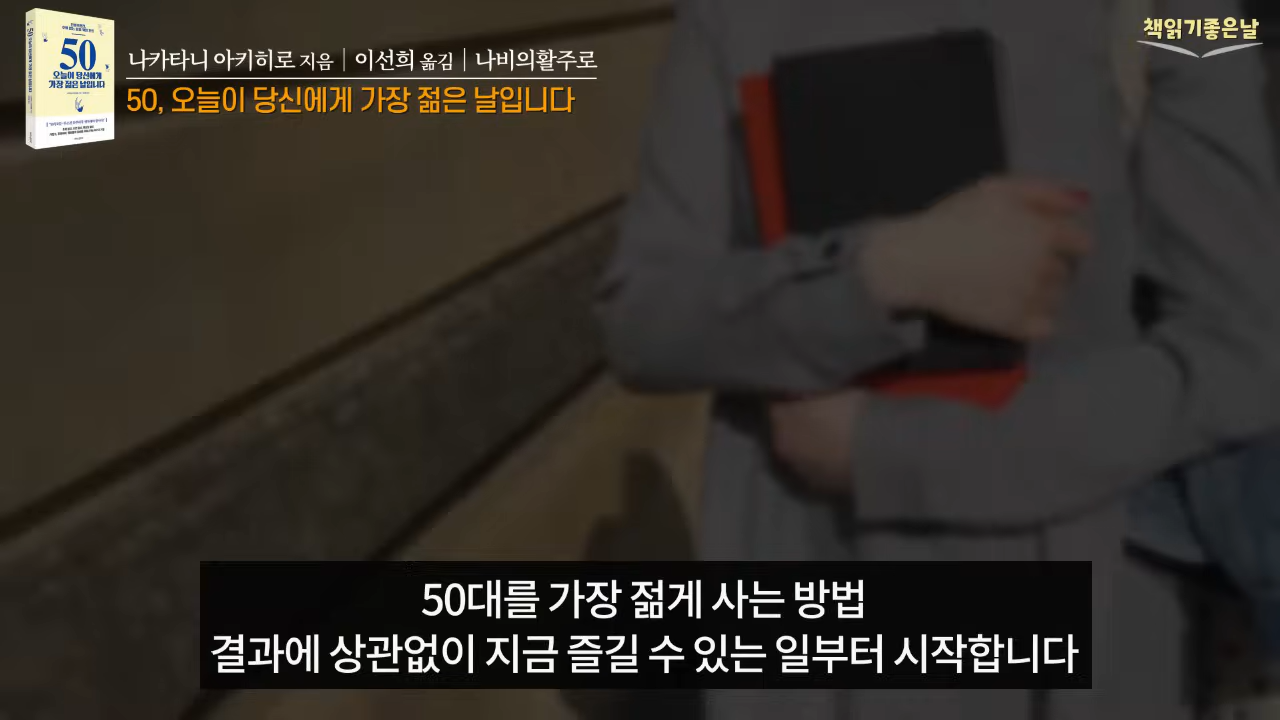 50
오늘이 당신에게
가장 젊은 날입니다
나카타니 아키히로 지음 | 이선희 옮김 | 나비의활주로
50, 오늘이 당신에게 가장 젊은 날입니다
책읽기좋은날
50대를 가장 젊게 사는 방법
결과에 상관없이 지금 즐길 수 있는 일부터 시작합니다